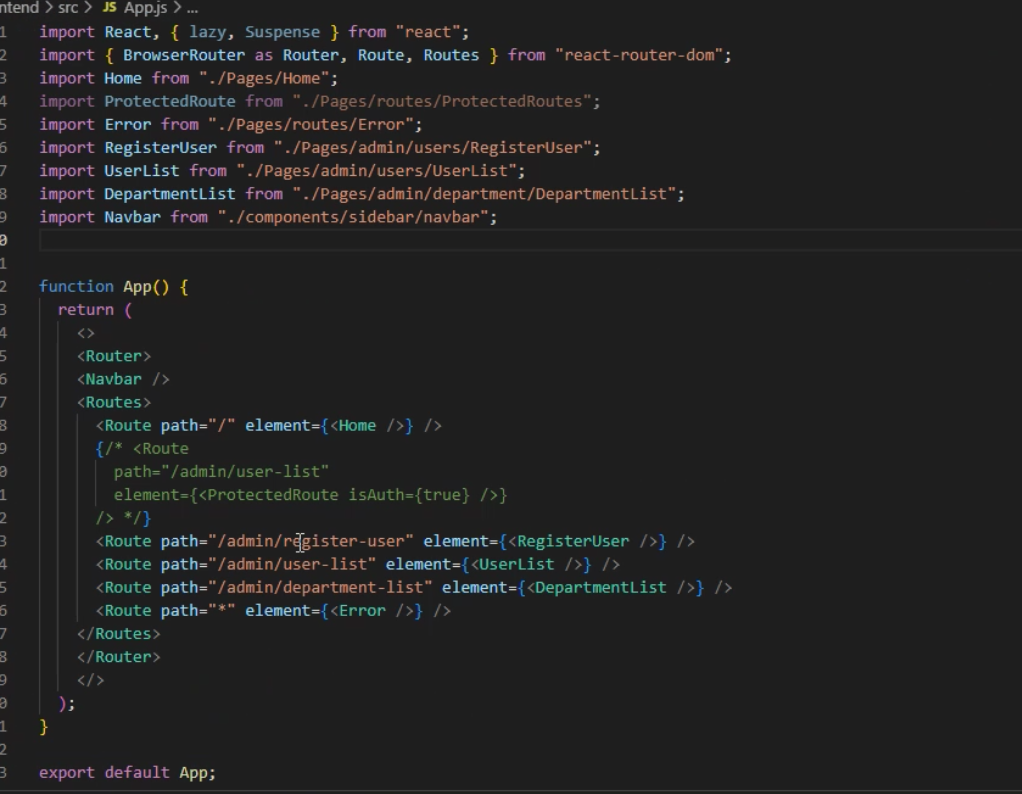 ntend > src > JS App.js > ...
1 import React, { lazy, Suspense } from "react";
2 import { BrowserRouter as Router, Route, Routes } from "react-router-dom";
3 import Home from "./Pages/Home";
4 import ProtectedRoute from "./Pages/routes/ProtectedRoutes";
5 import Error from "./Pages/routes/Error";
6 import RegisterUser from "./Pages/admin/users/RegisterUser";
7 import UserList from "./Pages/admin/users/UserList";
8 import DepartmentList from "./Pages/admin/department/DepartmentList";
9 import Navbar from "./components/sidebar/navbar";
0
1
2 function App() {
3   return (
4     <>
5     <Router>
6     <Navbar />
7     <Routes>
8       <Route path="/" element={<Home />} />
9       {/* <Route
0         path="/admin/user-list"
1         element={<ProtectedRoute isAuth={true} />}
2       /> */}
3       <Route path="/admin/register-user" element={<RegisterUser />} />
4       <Route path="/admin/user-list" element={<UserList />} />
5       <Route path="/admin/department-list" element={<DepartmentList />} />
6       <Route path="*" element={<Error />} />
7     </Routes>
8     </Router>
9     </>
0   );
1 }
2
3 export default App;